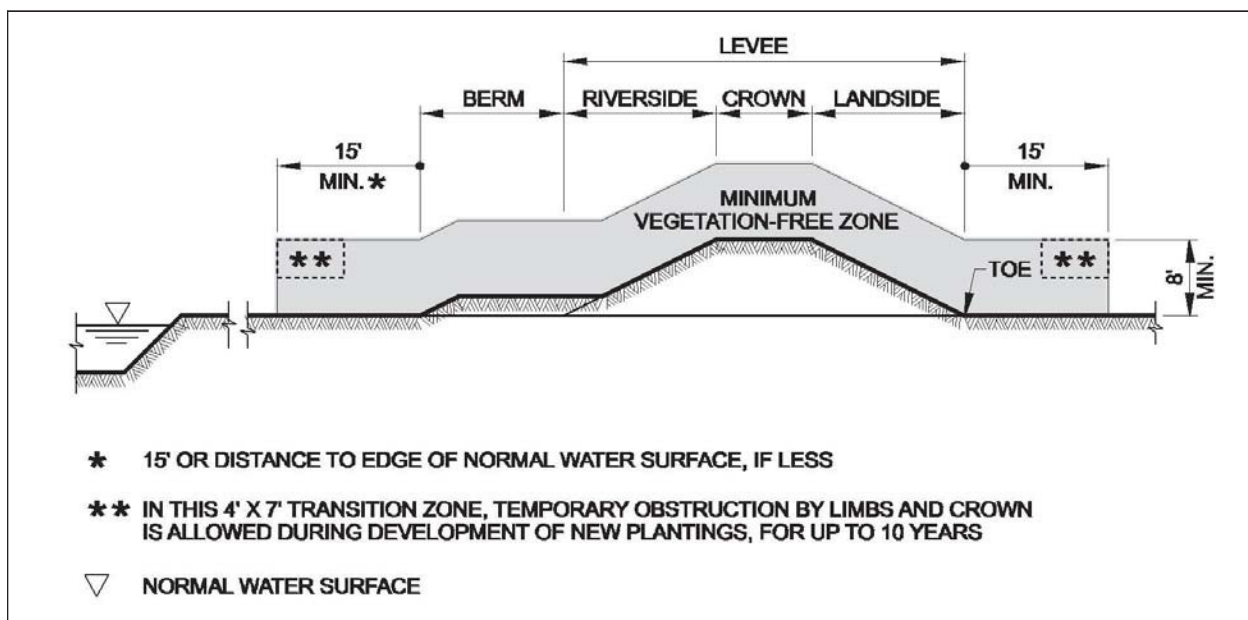 LEVEE
BERM
RIVERSIDE
CROWN
LANDSIDE
15'
MIN. *
15'
MIN.
MINIMUM
VEGETATION-FREE ZONE
**
**
TOE
8'
MIN.
* 15' OR DISTANCE TO EDGE OF NORMAL WATER SURFACE, IF LESS
** IN THIS 4' X 7' TRANSITION ZONE, TEMPORARY OBSTRUCTION BY LIMBS AND CROWN
IS ALLOWED DURING DEVELOPMENT OF NEW PLANTINGS, FOR UP TO 10 YEARS
NORMAL WATER SURFACE